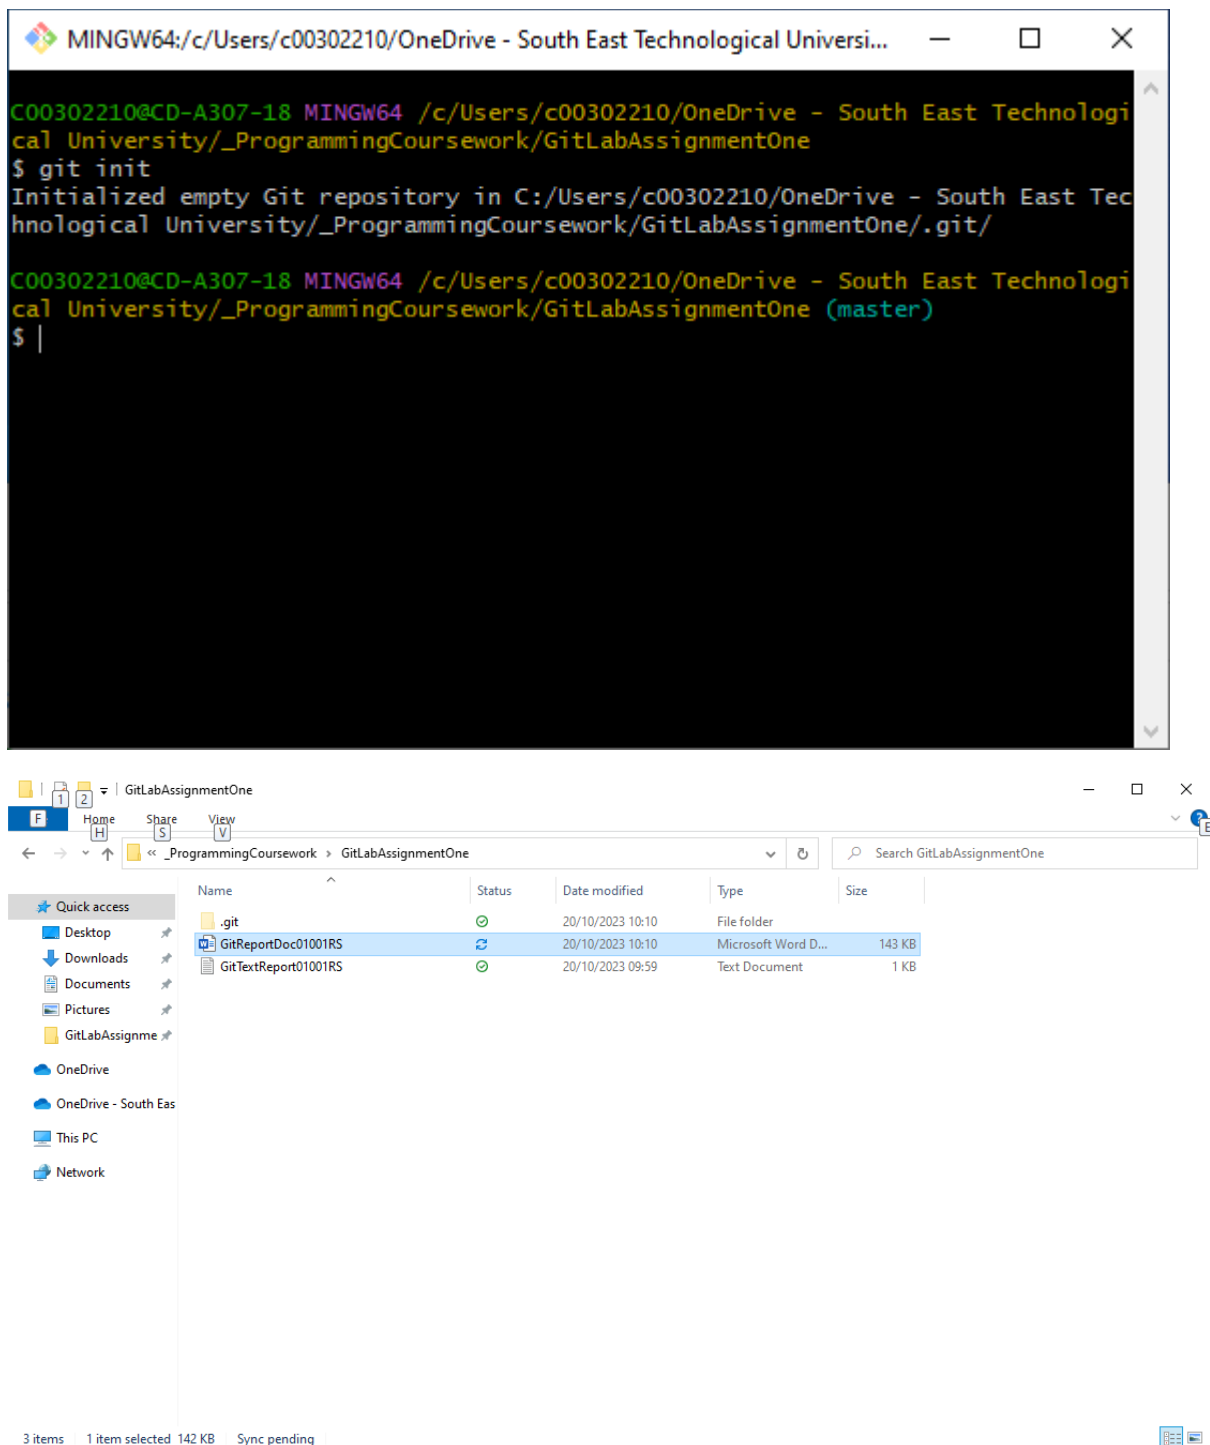 MINGW64:/c/Users/c00302210/OneDrive - South East Technological Universi...
C00302210@CD-A307-18 MINGW64 /c/Users/c00302210/OneDrive - South East Technologi
cal University/_ProgrammingCoursework/GitLabAssignmentOne
$ git init
Initialized empty Git repository in C:/Users/c00302210/OneDrive - South East Tec
hnological University/_ProgrammingCoursework/GitLabAssignmentOne/.git/
C00302210@CD-A307-18 MINGW64 /c/Users/c00302210/OneDrive - South East Technologi
cal University/_ProgrammingCoursework/GitLabAssignmentOne (master)
$
1 2 GitLabAssignmentOne
F Home Share View
H S V E
« _ProgrammingCoursework › GitLabAssignmentOne Search GitLabAssignmentOne
Name Status Date modified Type Size
Quick access
Desktop
Downloads
Documents
Pictures
GitLabAssignme
OneDrive
OneDrive - South Eas
This PC
Network
.git 20/10/2023 10:10 File folder
GitReportDoc01001RS 20/10/2023 10:10 Microsoft Word D... 143 KB
GitTextReport01001RS 20/10/2023 09:59 Text Document 1 KB
3 items 1 item selected 142 KB Sync pending